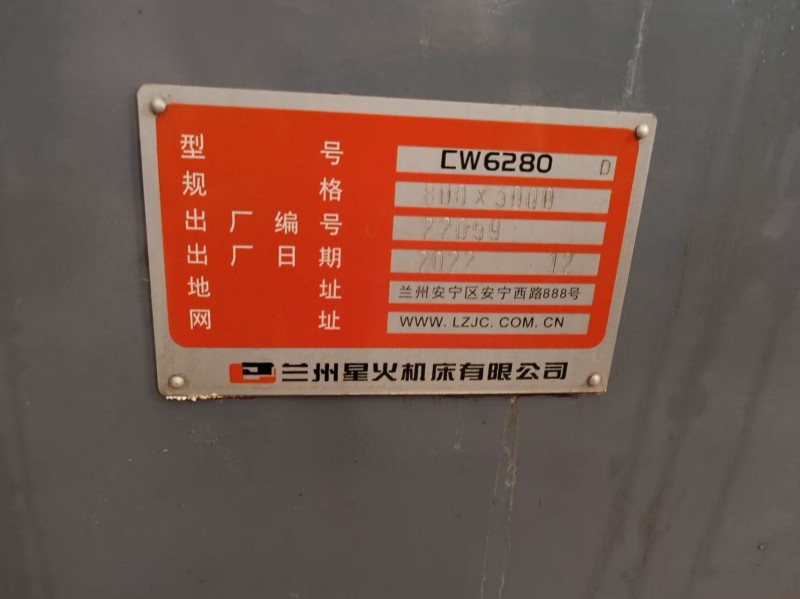 型 号 CW6280 D
规 格 800×5000
出厂编号 22059
出厂日期 2022 12
地 址 兰州安宁区安宁西路888号
网 址 WWW. LZJC. COM. CN
兰州星火机床有限公司